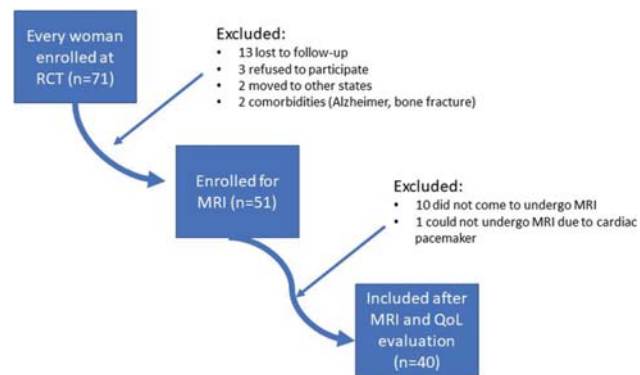 Every woman
enrolled at
RCT (n=71)
Excluded:
• 13 lost to follow-up
• 3 refused to participate
• 2 moved to other states
• 2 comorbidities (Alzheimer, bone fracture)
Enrolled for
MRI (n=51)
Excluded:
• 10 did not come to undergo MRI
• 1 could not undergo MRI due to cardiac
pacemaker
Included after
MRI and QoL
evaluation
(n=40)